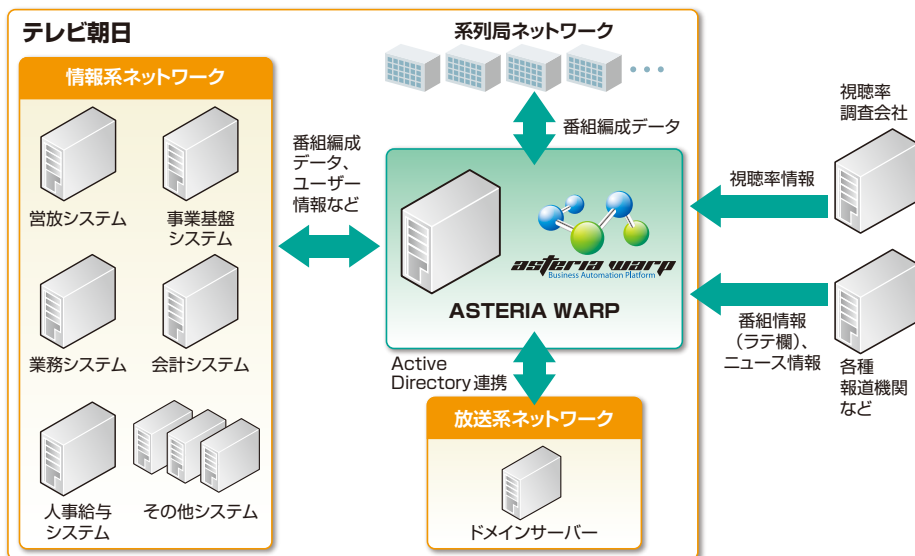 テレビ朝日
情報系ネットワーク
営放システム
事業基盤
システム
業務システム
会計システム
人事給与
システム
その他システム
番組編成
データ、
ユーザー
情報など
系列局ネットワーク
番組編成データ
asteria warp
Business Automation Platform
ASTERIA WARP
Active
Directory連携
放送系ネットワーク
ドメインサーバー
視聴率
調査会社
視聴率情報
番組情報
（ラテ欄）、
ニュース情報
各種
報道機関
など